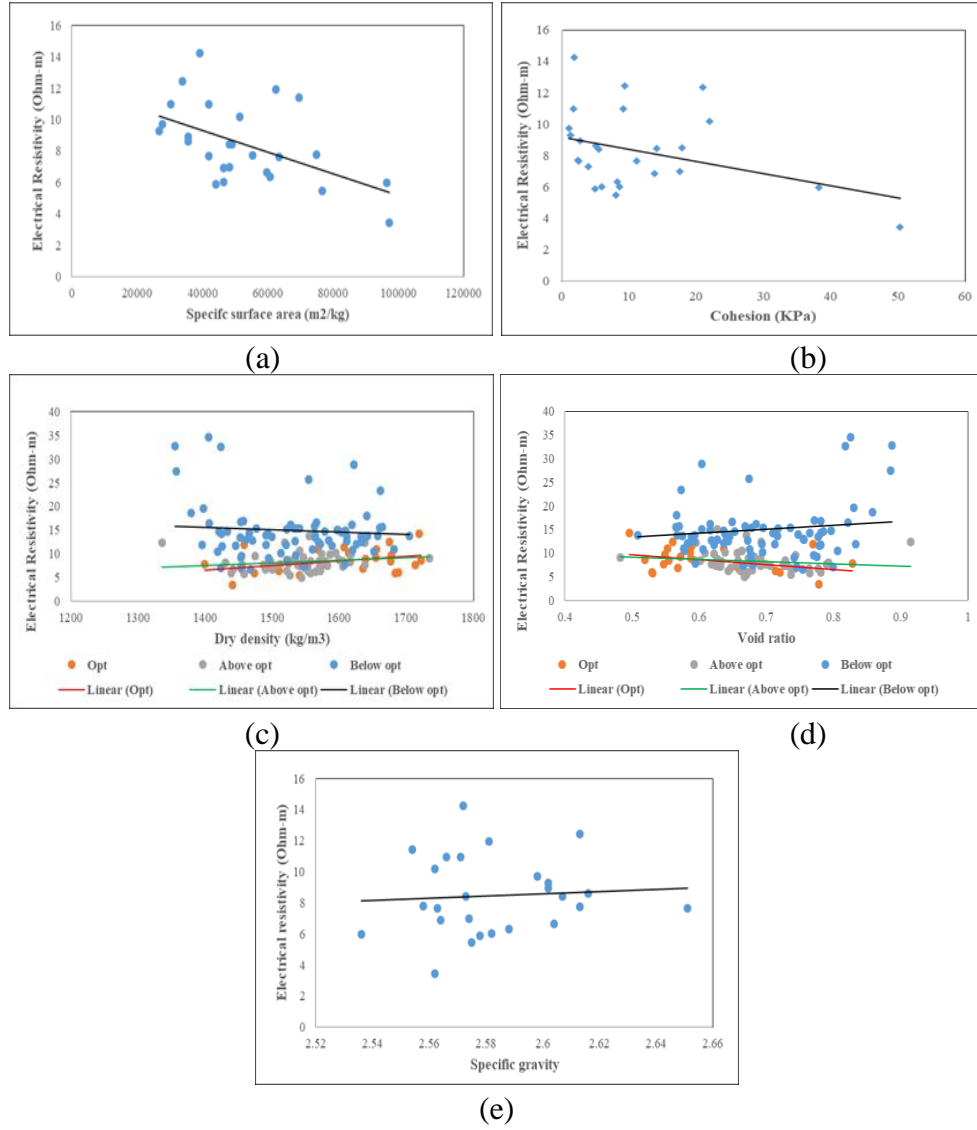 16
14
12
10
8
6
4
2
0
Electrical Resistivity (Ohm-m)
0 20000 40000 60000 80000 100000 120000
Specifc surface area (m2/kg)
(a)
16
14
12
10
8
6
4
2
0
Electrical Resistivity (Ohm-m)
0 10 20 30 40 50 60
Cohesion (KPa)
(b)
40
35
30
25
20
15
10
5
0
Electrical Resistivity (Ohm-m)
1200 1300 1400 1500 1600 1700 1800
Dry density (kg/m3)
Opt Above opt Below opt
Linear (Opt) Linear (Above opt) Linear (Below opt)
(c)
40
35
30
25
20
15
10
5
0
Electrical Resistivity (Ohm-m)
0.4 0.5 0.6 0.7 0.8 0.9 1
Void ratio
Opt Above opt Below opt
Linear (Opt) Linear (Above opt) Linear (Below opt)
(d)
16
14
12
10
8
6
4
2
0
Electrical resistivity (Ohm-m)
2.52 2.54 2.56 2.58 2.6 2.62 2.64 2.66
Specific gravity
(e)